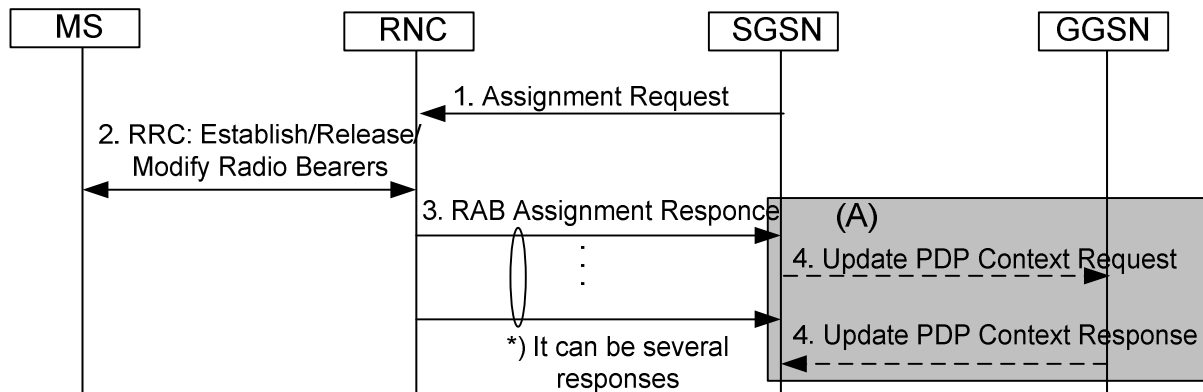 MS
RNC
SGSN
GGSN
1. Assignment Request
2. RRC: Establish/Release/
Modify Radio Bearers
3. RAB Assignment Responce
(A)
4. Update PDP Context Request
4. Update PDP Context Response
*) It can be several
responses